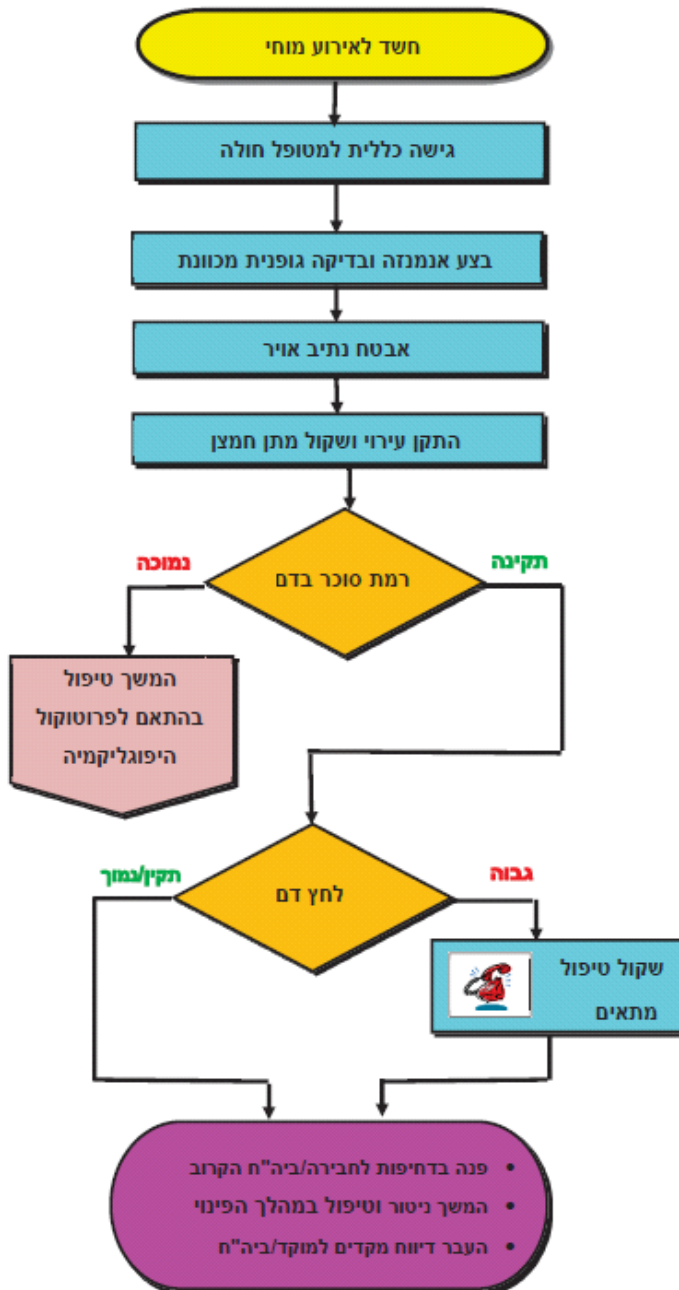 חשד לאירוע מוחי
גישה כללית למטופל חולה
בצע אנמנזה ובדיקה גופנית מכוונת
אבטח נתיב אויר
התקן עירוי ושקול מתן חמצן
רמת סוכר בדם
תקינה
נמוכה
המשך טיפול
בהתאם לפרוטוקול
היפוגליקמיה
לחץ דם
גבוה
תקין/נמוך
שקול טיפול
מתאים
• פנה בדחיפות לחבירה/ביה"ח הקרוב
• המשך ניטור וטיפול במהלך הפינוי
• העבר דיווח מקדים למוקד/ביה"ח